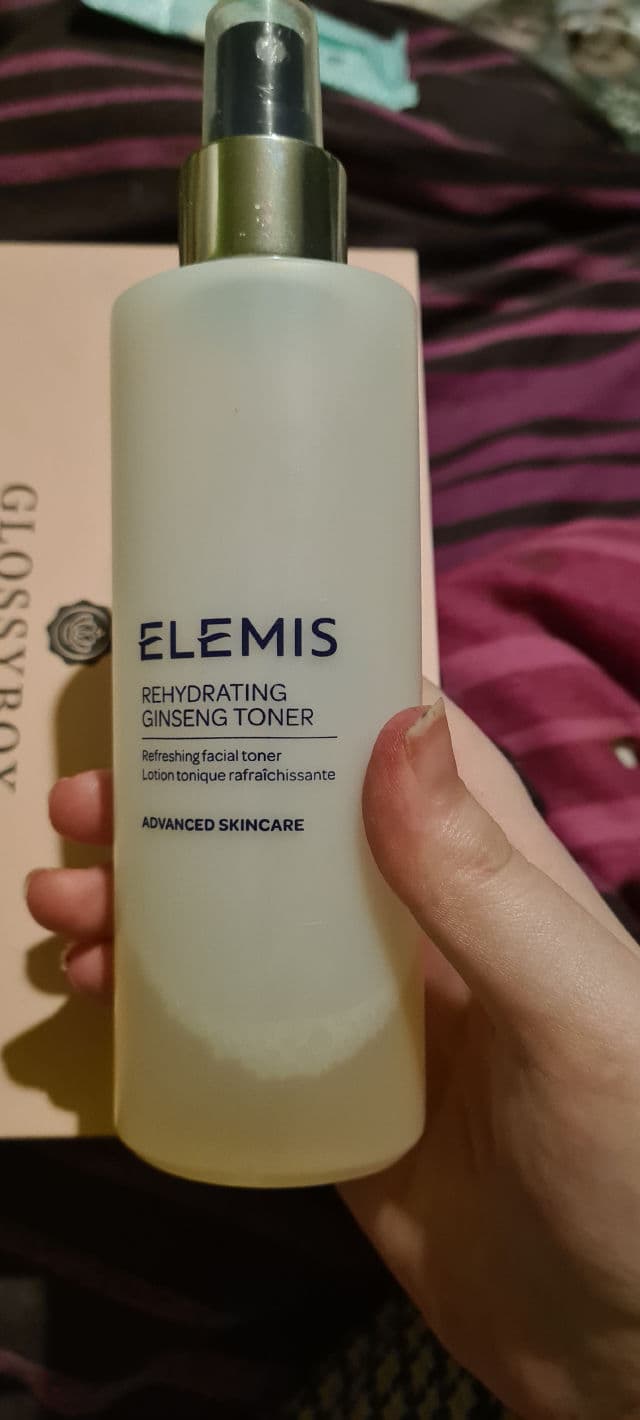 ELEMIS
REHYDRATING
GINSENG TONER
Refreshing facial toner
Lotion tonique rafraîchissante
ADVANCED SKINCARE
GLOSSYBOX